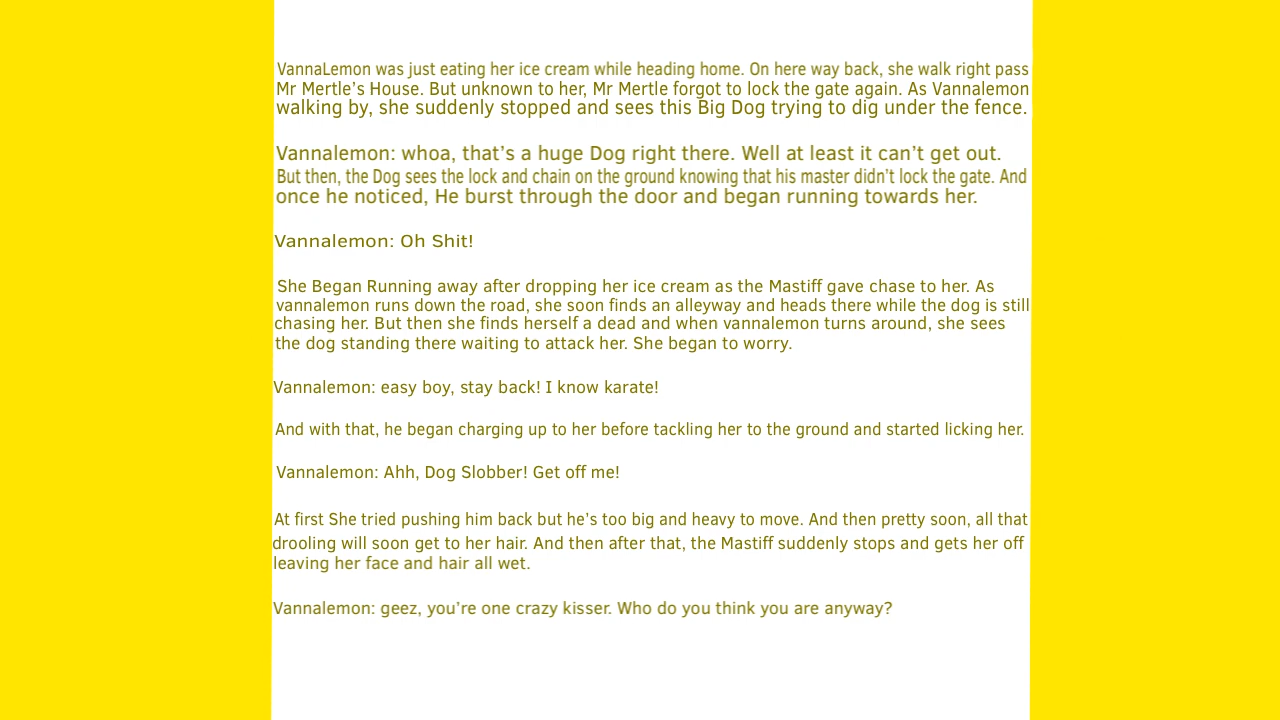 VannaLemon was just eating her ice cream while heading home. On here way back, she walk right pass
Mr Mertle's House. But unknown to her, Mr Mertle forgot to lock the gate again. As Vannalemon
walking by, she suddenly stopped and sees this Big Dog trying to dig under the fence.
Vannalemon: whoa, that's a huge Dog right there. Well at least it can't get out.
But then, the Dog sees the lock and chain on the ground knowing that his master didn't lock the gate. And
once he noticed, He burst through the door and began running towards her.
Vannalemon: Oh Shit!
She Began Running away after dropping her ice cream as the Mastiff gave chase to her. As
vannalemon runs down the road, she soon finds an alleyway and heads there while the dog is still
chasing her. But then she finds herself a dead and when vannalemon turns around, she sees
the dog standing there waiting to attack her. She began to worry.
Vannalemon: easy boy, stay back! I know karate!
And with that, he began charging up to her before tackling her to the ground and started licking her.
Vannalemon: Ahh, Dog Slobber! Get off me!
At first She tried pushing him back but he's too big and heavy to move. And then pretty soon, all that
drooling will soon get to her hair. And then after that, the Mastiff suddenly stops and gets her off
leaving her face and hair all wet.
Vannalemon: geez, you're one crazy kisser. Who do you think you are anyway?